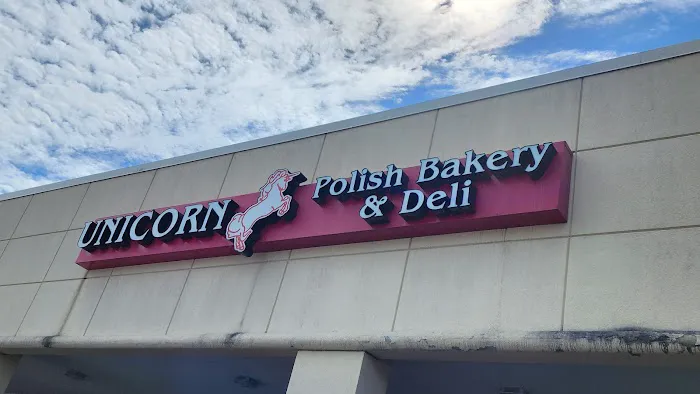 UNICORN
Polish Bakery
& Deli